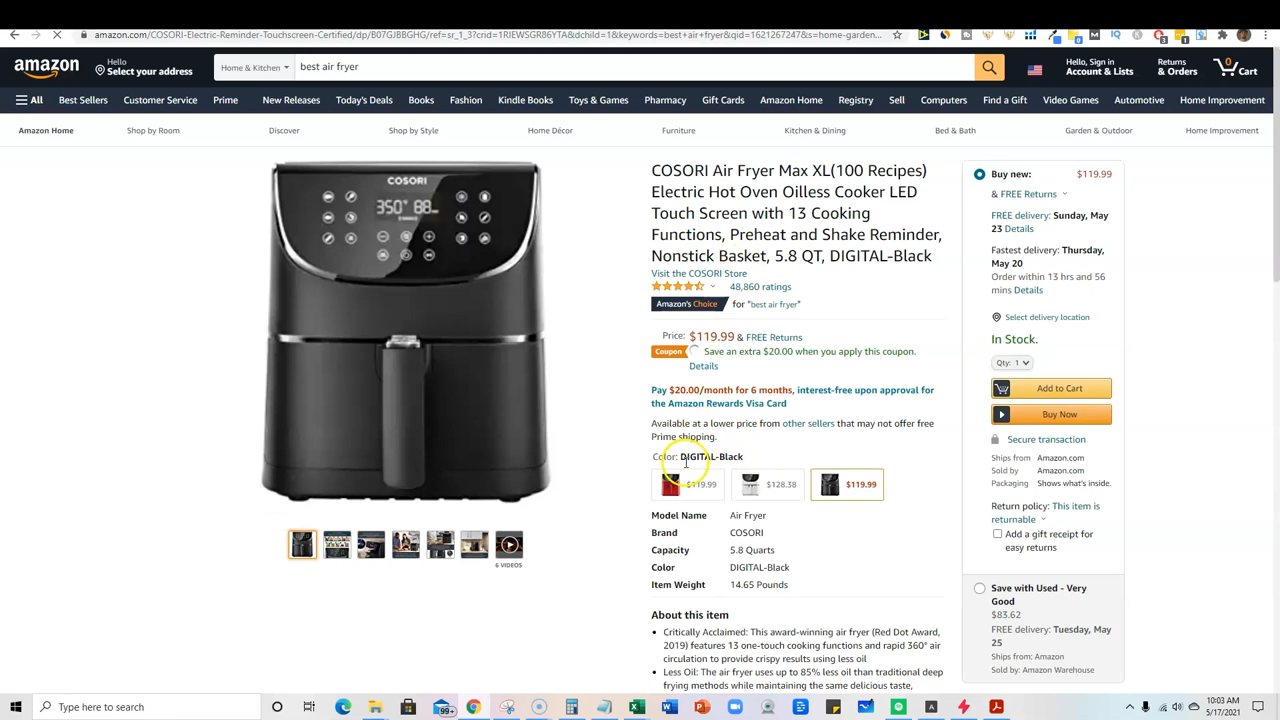 amazon.com/COSORI-Electric-Reminder-Touchscreen-Certified/dp/B07GJBBGHG/ref=sr_1_3?crid=1RIEWSGR86YTA&dchild=1&keywords=best+air+fryer&qid=1621267247&s=home-garden...
amazon
Hello
Select your address
Home & Kitchen
best air fryer
Hello, Sign in
Account & Lists
Returns
& Orders
0
Cart
All
Best Sellers
Customer Service
Prime
New Releases
Today's Deals
Books
Fashion
Kindle Books
Toys & Games
Pharmacy
Gift Cards
Amazon Home
Registry
Sell
Computers
Find a Gift
Video Games
Automotive
Home Improvement
Amazon Home
Shop by Room
Discover
Shop by Style
Home Décor
Furniture
Kitchen & Dining
Bed & Bath
Garden & Outdoor
Home Improvement
COSORI
350° 88
6 VIDEOS
COSORI Air Fryer Max XL(100 Recipes)
Electric Hot Oven Oilless Cooker LED
Touch Screen with 13 Cooking
Functions, Preheat and Shake Reminder,
Nonstick Basket, 5.8 QT, DIGITAL-Black
Visit the COSORI Store
48,860 ratings
Amazon's Choice for "best air fryer"
Price: $119.99 & FREE Returns
Coupon Save an extra $20.00 when you apply this coupon.
Details
Pay $20.00/month for 6 months, interest-free upon approval for
the Amazon Rewards Visa Card
Available at a lower price from other sellers that may not offer free
Prime shipping.
Color: DIGITAL-Black
$119.99
$128.38
$119.99
Model Name Air Fryer
Brand COSORI
Capacity 5.8 Quarts
Color DIGITAL-Black
Item Weight 14.65 Pounds
About this item
• Critically Acclaimed: This award-winning air fryer (Red Dot Award,
2019) features 13 one-touch cooking functions and rapid 360° air
circulation to provide crispy results using less oil
• Less Oil: The air fryer uses up to 85% less oil than traditional deep
frying methods while maintaining the same delicious taste,
Buy new: $119.99
& FREE Returns
FREE delivery: Sunday, May
23 Details
Fastest delivery: Thursday,
May 20
Order within 13 hrs and 56
mins Details
Select delivery location
In Stock.
Qty: 1
Add to Cart
Buy Now
Secure transaction
Ships from Amazon.com
Sold by Amazon.com
Packaging Shows what's inside.
Return policy: This item is
returnable
Add a gift receipt for
easy returns
Save with Used - Very
Good
$83.62
FREE delivery: Tuesday, May
25
Ships from: Amazon
Sold by: Amazon Warehouse
Type here to search
99+
10:03 AM
5/17/2021